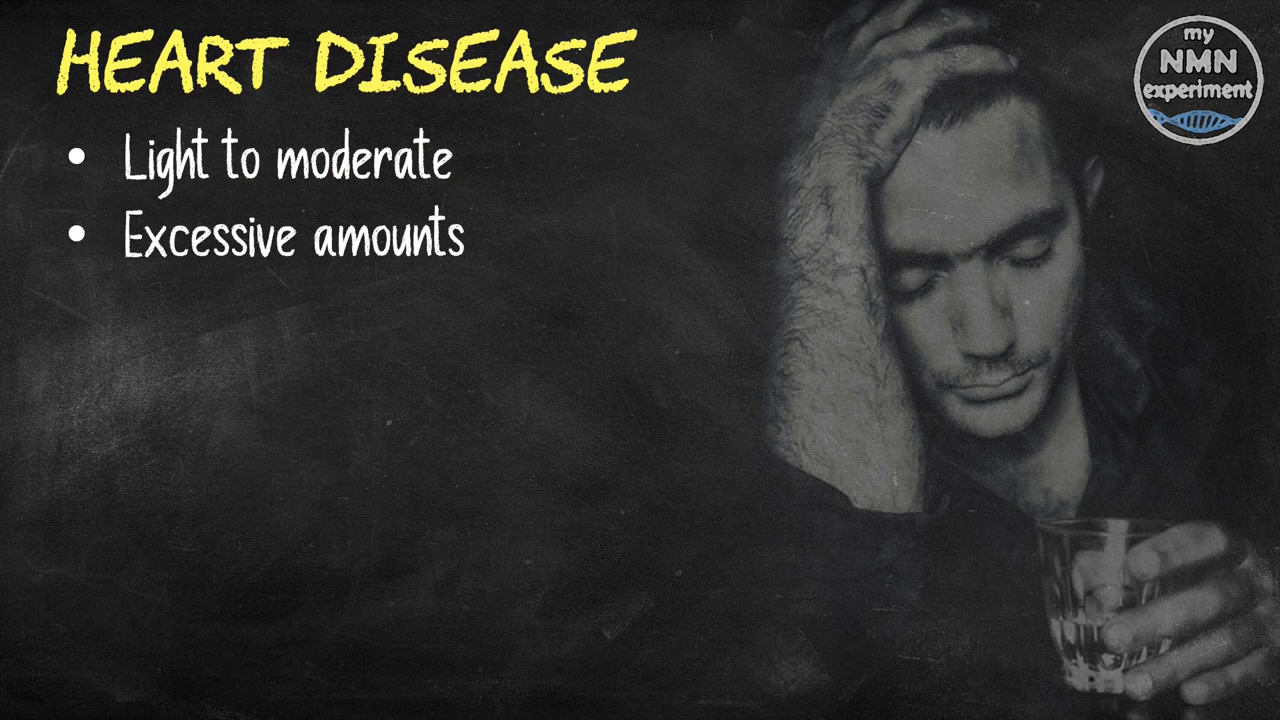 HEART DISEASE
• Light to moderate
• Excessive amounts
my
NMN
experiment